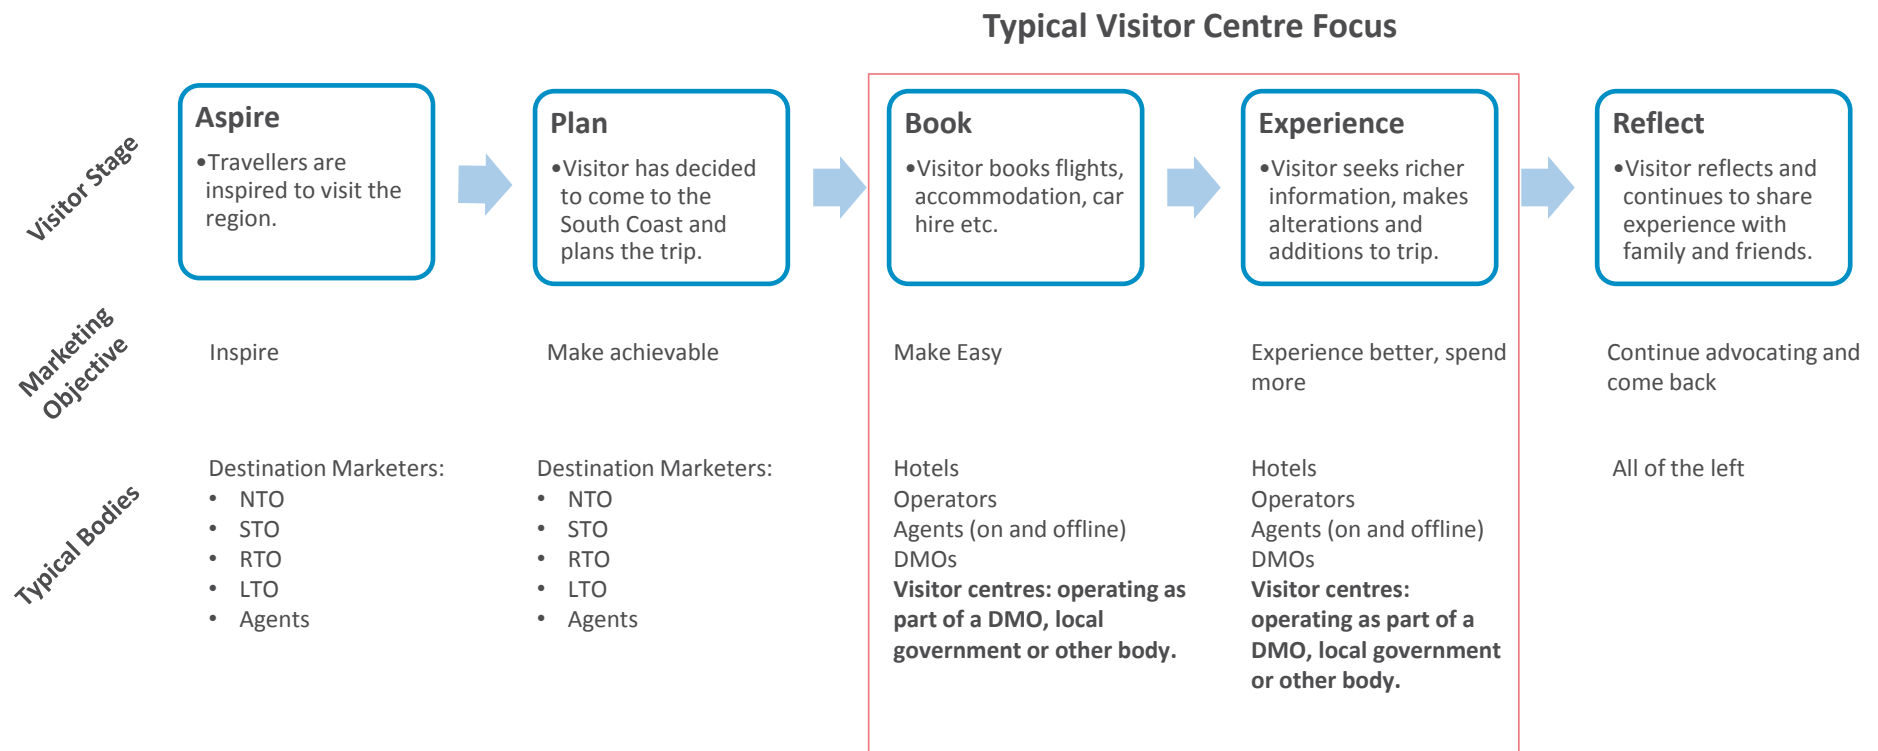 Typical Visitor Centre Focus
Visitor Stage
Aspire
•Travellers are
inspired to visit the
region.
Plan
•Visitor has decided
to come to the
South Coast and
plans the trip.
Book
•Visitor books flights,
accommodation, car
hire etc.
Experience
•Visitor seeks richer
information, makes
alterations and
additions to trip.
Reflect
•Visitor reflects and
continues to share
experience with
family and friends.
Marketing
Objective
Inspire
Make achievable
Make Easy
Experience better, spend
more
Continue advocating and
come back
Typical Bodies
Destination Marketers:
• NTO
• STO
• RTO
• LTO
• Agents
Destination Marketers:
• NTO
• STO
• RTO
• LTO
• Agents
Hotels
Operators
Agents (on and offline)
DMOs
Visitor centres: operating as
part of a DMO, local
government or other body.
Hotels
Operators
Agents (on and offline)
DMOs
Visitor centres:
operating as part of a
DMO, local government
or other body.
All of the left